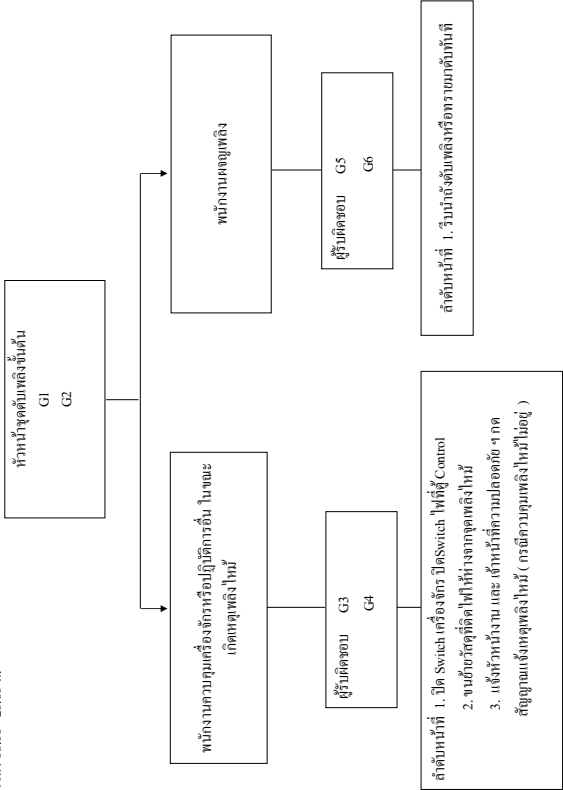 หัวหน้าชุดดับเพลิงขั้นต้น
G1
G2
พนักงานควบคุมเครื่องจักรหรือปฏิบัติการอื่น ในขณะ
เกิดเหตุเพลิงไหม้
พนักงานผจญเพลิง
ผู้รับผิดชอบ G3
G4
ผู้รับผิดชอบ G5
G6
ลำดับหน้าที่ 1. ปิด Switch เครื่องจักร ปิดSwitch ไฟที่ตู้ Control
2. ขนย้ายวัสดุที่ติดไฟให้ห่างจากจุดเพลิงไหม้
3. แจ้งหัวหน้างาน และ เจ้าหน้าที่ความปลอดภัย ฯ กด
สัญญาณแจ้งเหตุเพลิงไหม้ ( กรณีควบคุมเพลิงไหม้ไม่อยู่ )
ลำดับหน้าที่ 1. รีบนำถังดับเพลิงหรือทรายมาดับทันที